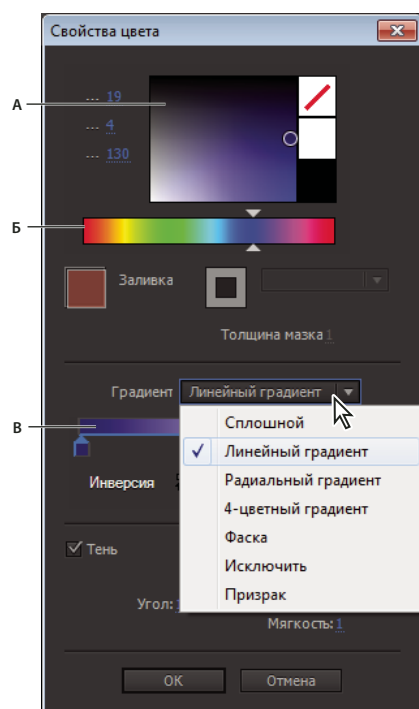 Свойства цвета
--- 19
А
--- 4
--- 130
Б
Заливка
Толщина мазка 1
Градиент Линейный градиент
В
Сплошной
Линейный градиент
Радиальный градиент
4-цветный градиент
Фаска
Исключить
Призрак
Инверсия
Тень
Угол:
Мягкость: 1
ОК
Отмена